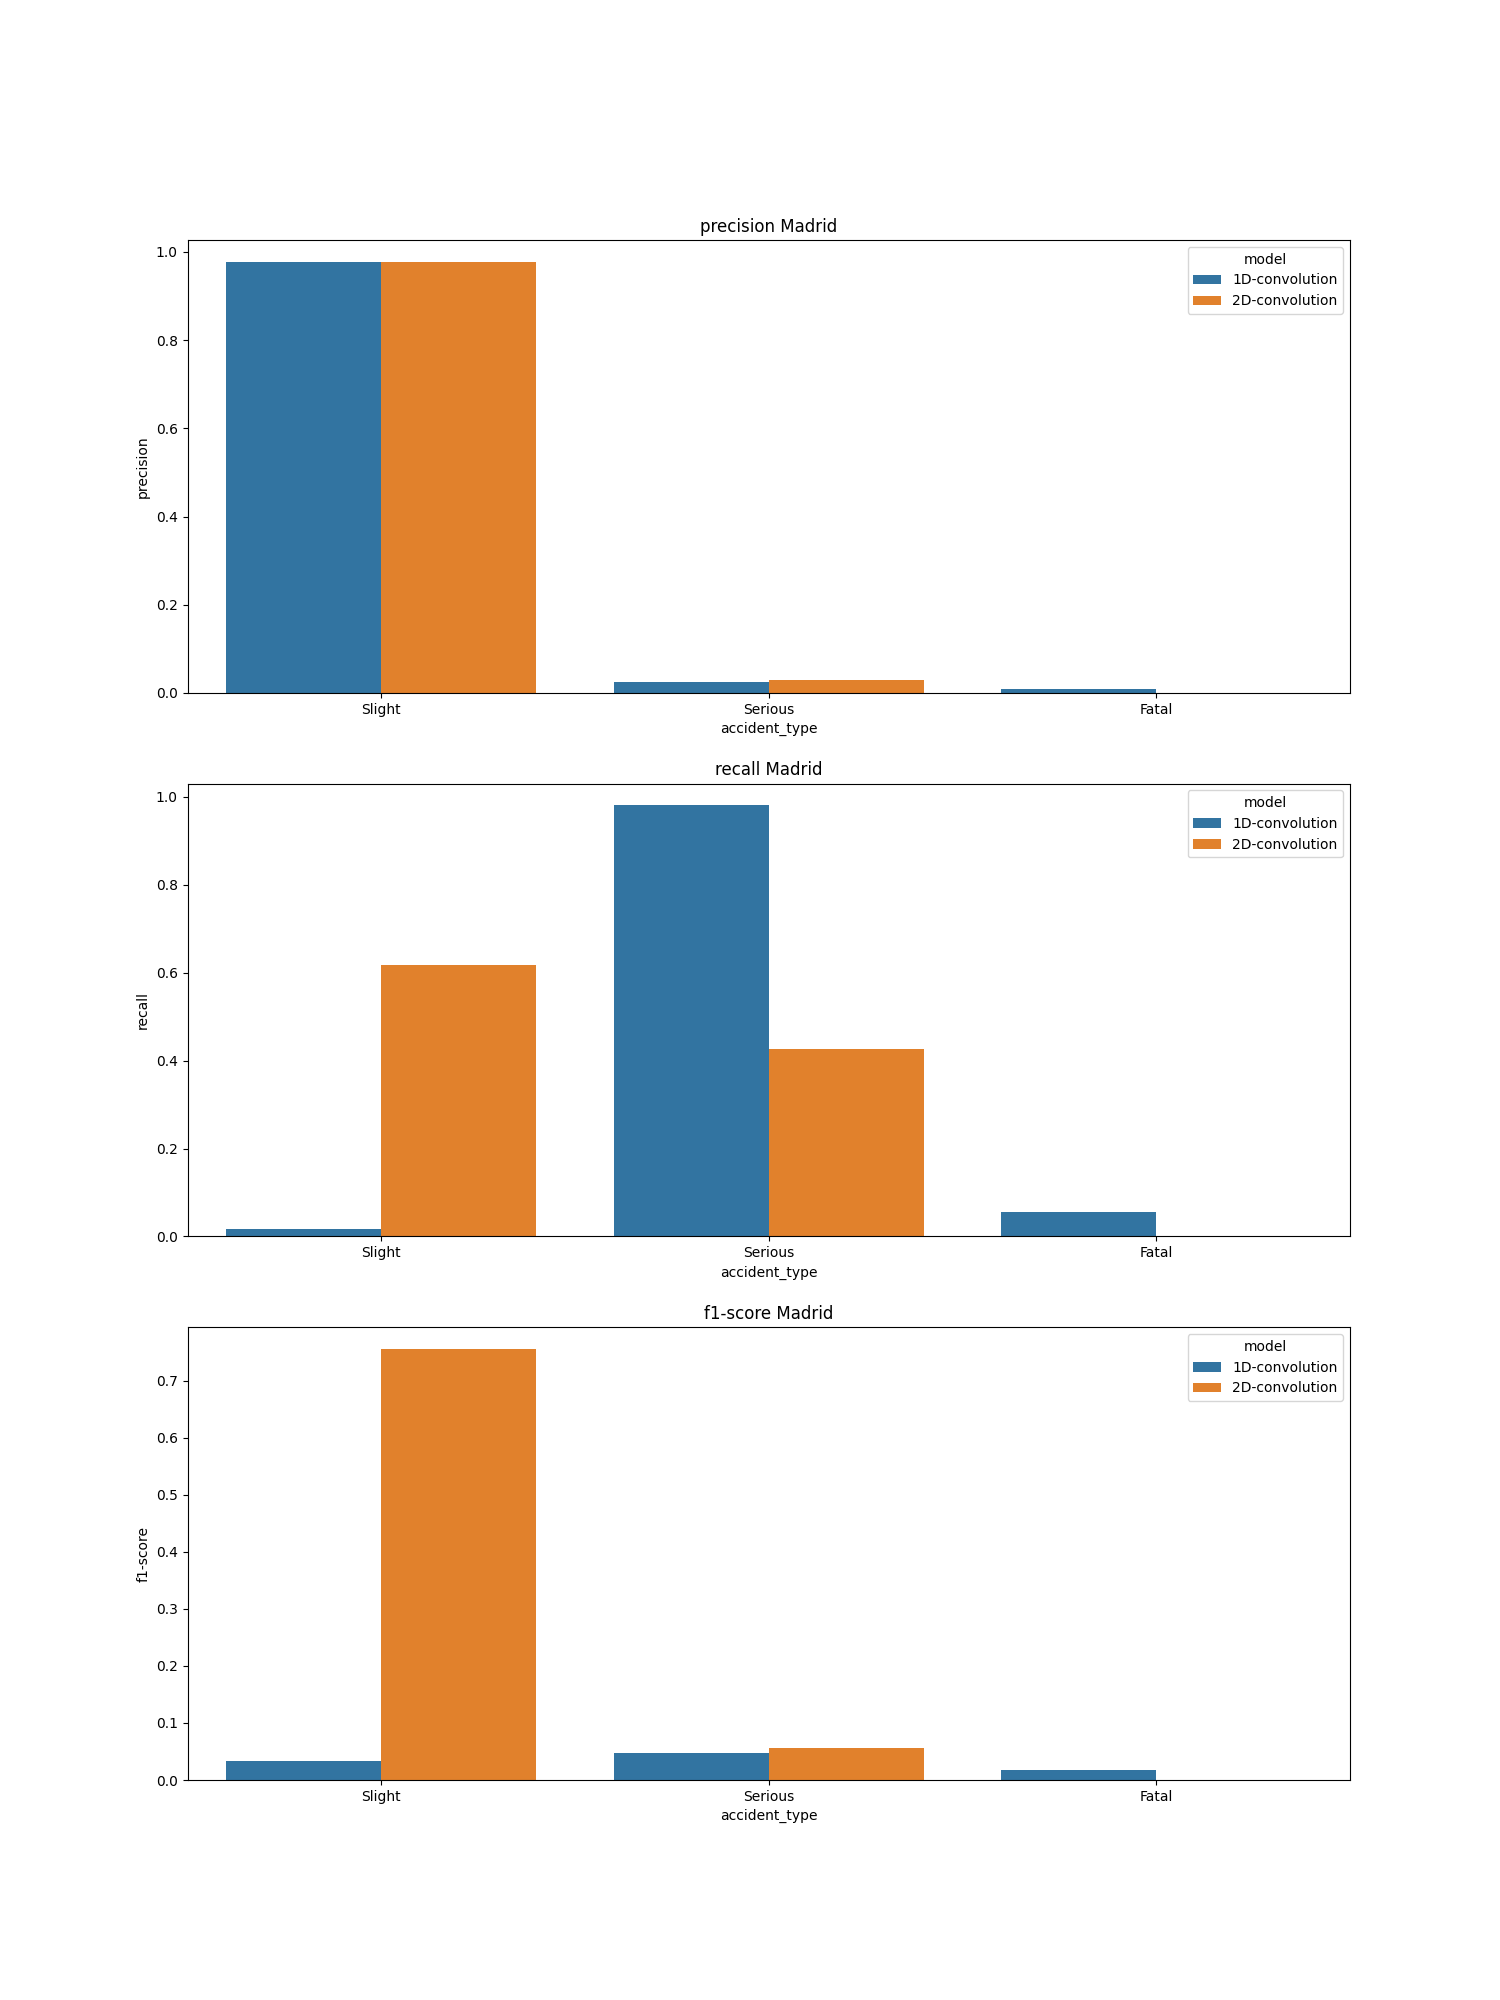 precision Madrid
1.0
0.8
0.6
0.4
0.2
0.0
precision
model
1D-convolution
2D-convolution
Slight
Serious
Fatal
accident_type
recall Madrid
1.0
0.8
0.6
0.4
0.2
0.0
recall
model
1D-convolution
2D-convolution
Slight
Serious
Fatal
accident_type
f1-score Madrid
0.7
0.6
0.5
0.4
0.3
0.2
0.1
0.0
f1-score
model
1D-convolution
2D-convolution
Slight
Serious
Fatal
accident_type